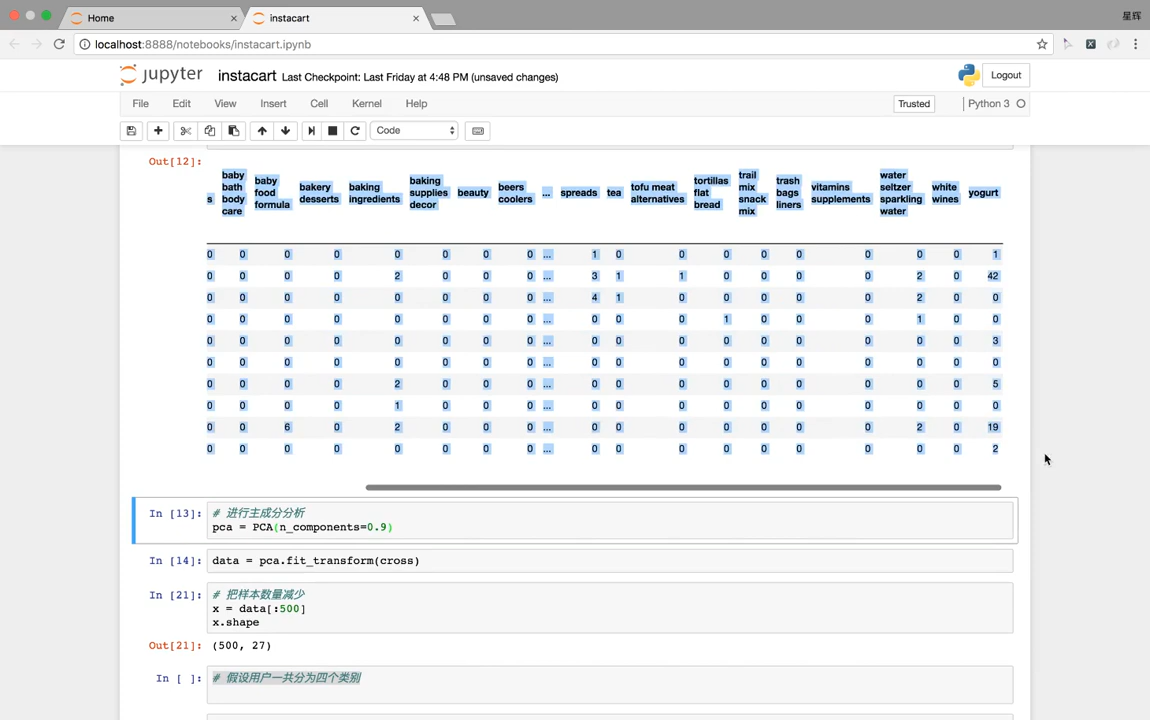 Home ×
instacart ×
星辉
localhost:8888/notebooks/instacart.ipynb
jupyter instacart Last Checkpoint: Last Friday at 4:48 PM (unsaved changes)
Logout
File Edit View Insert Cell Kernel Help
Trusted Python 3
Code
Out[12]:
s baby bath body care baby food formula bakery desserts baking ingredients baking supplies decor beauty beers coolers ... spreads tea tofu meat alternatives tortillas flat bread trail mix snack mix trash bags liners vitamins supplements water seltzer sparkling water white wines yogurt
0 0 0 0 0 0 0 0 ... 1 0 0 0 0 0 0 0 0 1
0 0 0 0 2 0 0 0 ... 3 1 1 0 0 0 0 2 0 42
0 0 0 0 0 0 0 0 ... 4 1 0 0 0 0 0 2 0 0
0 0 0 0 0 0 0 0 ... 0 0 0 1 0 0 0 1 0 0
0 0 0 0 0 0 0 0 ... 0 0 0 0 0 0 0 0 0 3
0 0 0 0 0 0 0 0 ... 0 0 0 0 0 0 0 0 0 0
0 0 0 0 2 0 0 0 ... 0 0 0 0 0 0 0 0 0 5
0 0 0 0 1 0 0 0 ... 0 0 0 0 0 0 0 0 0 0
0 0 6 0 2 0 0 0 ... 0 0 0 0 0 0 0 2 0 19
0 0 0 0 0 0 0 0 ... 0 0 0 0 0 0 0 0 0 2
In [13]: # 进行主成分分析
pca = PCA(n_components=0.9)
In [14]: data = pca.fit_transform(cross)
In [21]: # 把样本数量减少
x = data[:500]
x.shape
Out[21]: (500, 27)
In [ ]: # 假设用户一共分为四个类别